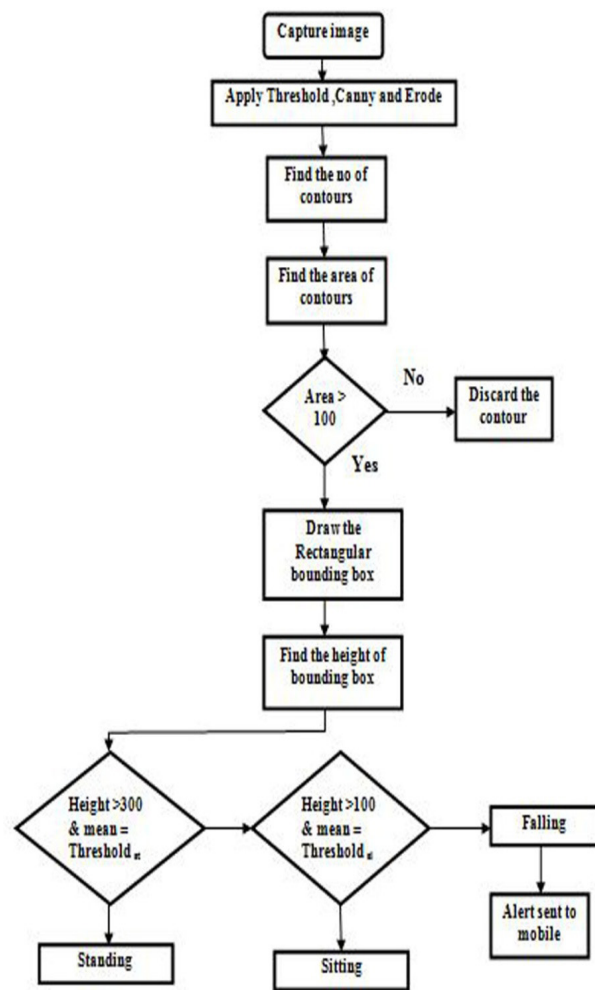 Capture image
Apply Threshold ,Canny and Erode
Find the no of
contours
Find the area of
contours
Area >
100
No
Discard the
contour
Yes
Draw the
Rectangular
bounding box
Find the height of
bounding box
Height >300
& mean =
Threshold
Height >100
& mean =
Threshold
Falling
Standing
Sitting
Alert sent to
mobile